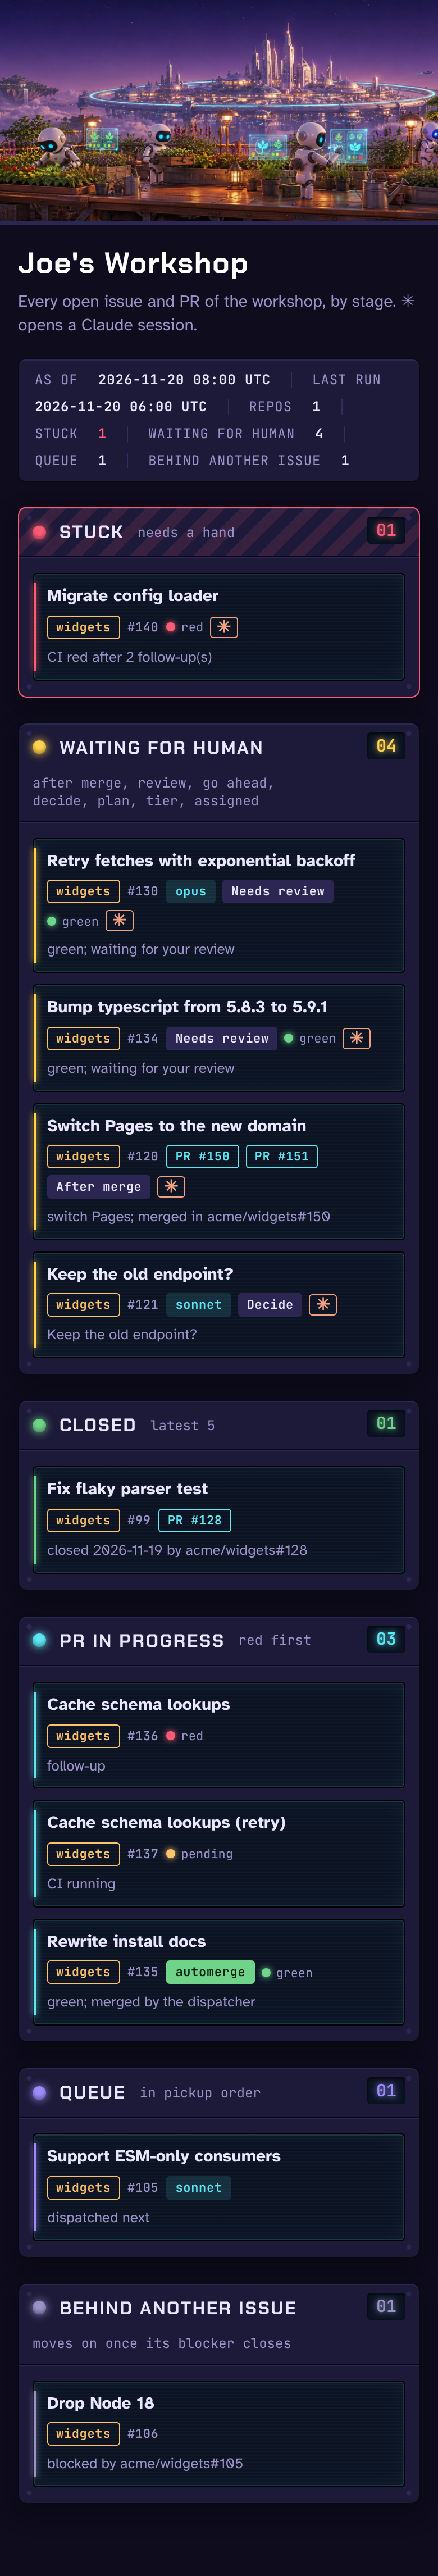 Joe's Workshop
Every open issue and PR of the workshop, by stage. ✳
opens a Claude session.
AS OF 2026-11-20 08:00 UTC LAST RUN
2026-11-20 06:00 UTC REPOS 1
STUCK 1 WAITING FOR HUMAN 4
QUEUE 1 BEHIND ANOTHER ISSUE 1
STUCK needs a hand 01
Migrate config loader
widgets #140 red ✳
CI red after 2 follow-up(s)
WAITING FOR HUMAN 04
after merge, review, go ahead,
decide, plan, tier, assigned
Retry fetches with exponential backoff
widgets #130 opus Needs review
green ✳
green; waiting for your review
Bump typescript from 5.8.3 to 5.9.1
widgets #134 Needs review green ✳
green; waiting for your review
Switch Pages to the new domain
widgets #120 PR #150 PR #151
After merge ✳
switch Pages; merged in acme/widgets#150
Keep the old endpoint?
widgets #121 sonnet Decide ✳
Keep the old endpoint?
CLOSED latest 5 01
Fix flaky parser test
widgets #99 PR #128
closed 2026-11-19 by acme/widgets#128
PR IN PROGRESS red first 03
Cache schema lookups
widgets #136 red
follow-up
Cache schema lookups (retry)
widgets #137 pending
CI running
Rewrite install docs
widgets #135 automerge green
green; merged by the dispatcher
QUEUE in pickup order 01
Support ESM-only consumers
widgets #105 sonnet
dispatched next
BEHIND ANOTHER ISSUE 01
moves on once its blocker closes
Drop Node 18
widgets #106
blocked by acme/widgets#105